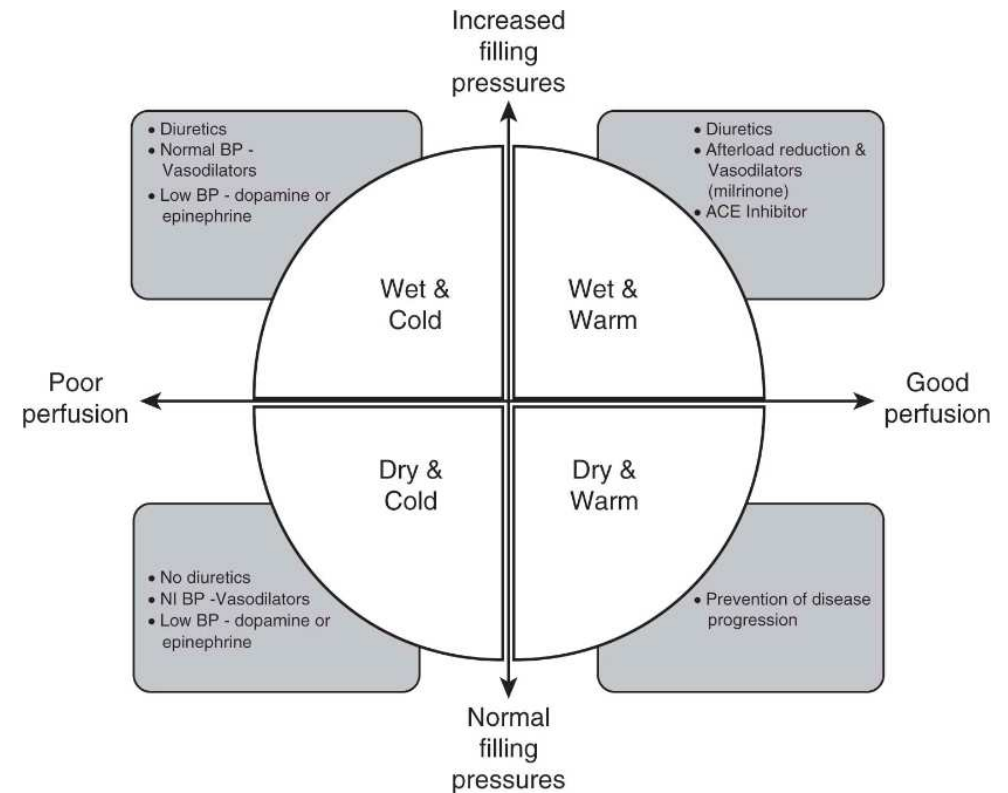 Increased
filling
pressures
• Diuretics
• Normal BP -
Vasodilators
• Low BP - dopamine or
epinephrine
• Diuretics
• Afterload reduction &
Vasodilators
(milrinone)
• ACE Inhibitor
Wet &
Cold
Wet &
Warm
Poor
perfusion
Good
perfusion
Dry &
Cold
Dry &
Warm
• No diuretics
• NI BP -Vasodilators
• Low BP - dopamine or
epinephrine
• Prevention of disease
progression
Normal
filling
pressures